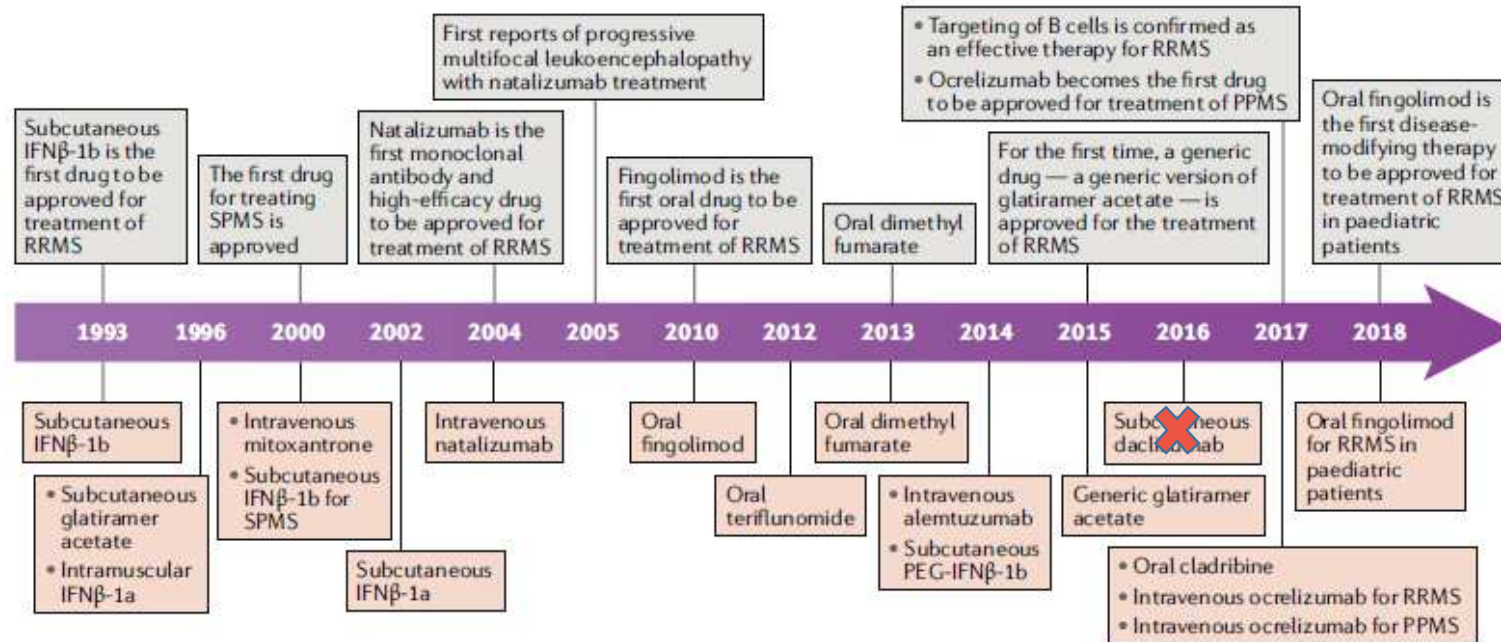 First reports of progressive
multifocal leukoencephalopathy
with natalizumab treatment
• Targeting of B cells is confirmed as
an effective therapy for RRMS
• Ocrelizumab becomes the first drug
to be approved for treatment of PPMS
Subcutaneous
IFNβ-1b is the
first drug to be
approved for
treatment of
RRMS
The first drug
for treating
SPMS is
approved
Natalizumab is the
first monoclonal
antibody and
high-efficacy drug
to be approved for
treatment of RRMS
Fingolimod is the
first oral drug to be
approved for
treatment of RRMS
Oral dimethyl
fumarate
For the first time, a generic
drug — a generic version of
glatiramer acetate — is
approved for the treatment
of RRMS
Oral fingolimod is
the first disease-
modifying therapy
to be approved for
treatment of RRMS
in paediatric
patients
1993 1996 2000 2002 2004 2005 2010 2012 2013 2014 2015 2016 2017 2018
Subcutaneous
IFNβ-1b
• Subcutaneous
glatiramer
acetate
• Intramuscular
IFNβ-1a
• Intravenous
mitoxantrone
• Subcutaneous
IFNβ-1b for
SPMS
Subcutaneous
IFNβ-1a
Intravenous
natalizumab
Oral
fingolimod
Oral
teriflunomide
Oral dimethyl
fumarate
• Intravenous
alemtuzumab
• Subcutaneous
PEG-IFNβ-1b
Generic glatiramer
acetate
Subcutaneous
daclizumab
• Oral cladribine
• Intravenous ocrelizumab for RRMS
• Intravenous ocrelizumab for PPMS
Oral fingolimod
for RRMS in
paediatric
patients